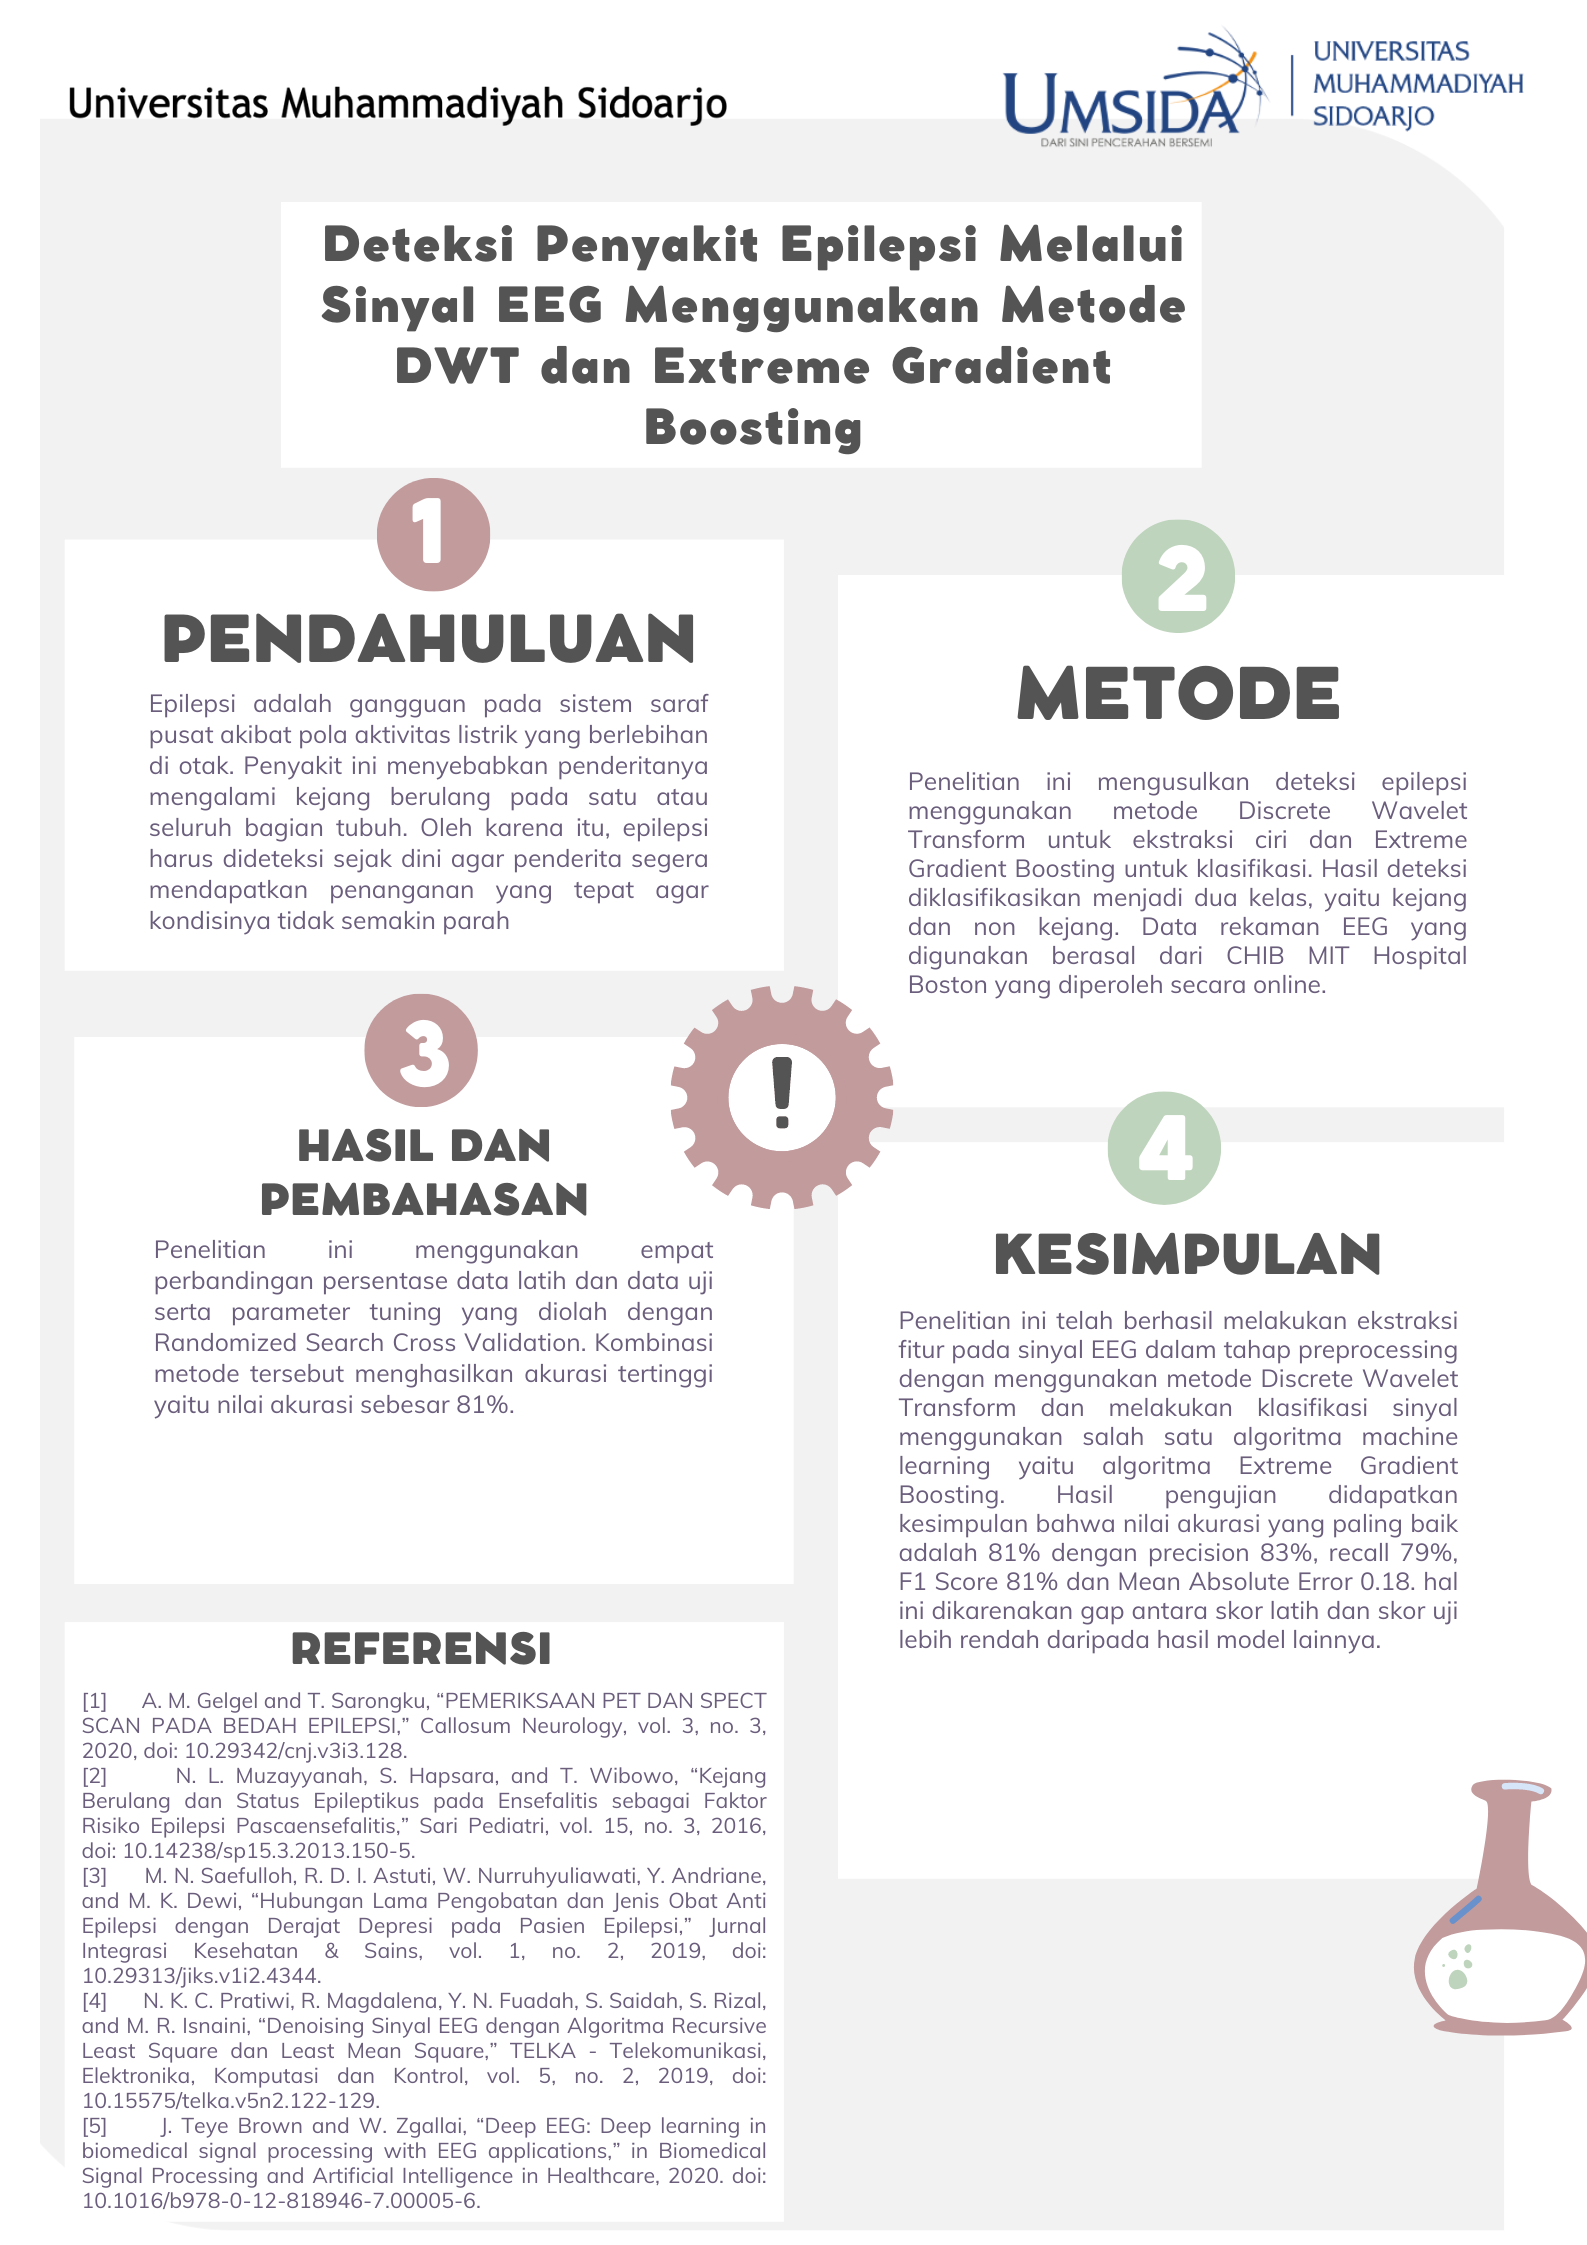 Universitas Muhammadiyah Sidoarjo
UMSIDA
DARI SINI PENCERAHAN BERSEMI
UNIVERSITAS
MUHAMMADIYAH
SIDOARJO
Deteksi Penyakit Epilepsi Melalui
Sinyal EEG Menggunakan Metode
DWT dan Extreme Gradient
Boosting
1
PENDAHULUAN
Epilepsi adalah gangguan pada sistem saraf
pusat akibat pola aktivitas listrik yang berlebihan
di otak. Penyakit ini menyebabkan penderitanya
mengalami kejang berulang pada satu atau
seluruh bagian tubuh. Oleh karena itu, epilepsi
harus dideteksi sejak dini agar penderita segera
mendapatkan penanganan yang tepat agar
kondisinya tidak semakin parah
2
METODE
Penelitian ini mengusulkan deteksi epilepsi
menggunakan metode Discrete Wavelet
Transform untuk ekstraksi ciri dan Extreme
Gradient Boosting untuk klasifikasi. Hasil deteksi
diklasifikasikan menjadi dua kelas, yaitu kejang
dan non kejang. Data rekaman EEG yang
digunakan berasal dari CHIB MIT Hospital
Boston yang diperoleh secara online.
3
HASIL DAN
PEMBAHASAN
Penelitian ini menggunakan empat
perbandingan persentase data latih dan data uji
serta parameter tuning yang diolah dengan
Randomized Search Cross Validation. Kombinasi
metode tersebut menghasilkan akurasi tertinggi
yaitu nilai akurasi sebesar 81%.
!
4
KESIMPULAN
Penelitian ini telah berhasil melakukan ekstraksi
fitur pada sinyal EEG dalam tahap preprocessing
dengan menggunakan metode Discrete Wavelet
Transform dan melakukan klasifikasi sinyal
menggunakan salah satu algoritma machine
learning yaitu algoritma Extreme Gradient
Boosting. Hasil pengujian didapatkan
kesimpulan bahwa nilai akurasi yang paling baik
adalah 81% dengan precision 83%, recall 79%,
F1 Score 81% dan Mean Absolute Error 0.18. hal
ini dikarenakan gap antara skor latih dan skor uji
lebih rendah daripada hasil model lainnya.
REFERENSI
[1] A. M. Gelgel and T. Sarongku, “PEMERIKSAAN PET DAN SPECT
SCAN PADA BEDAH EPILEPSI,” Callosum Neurology, vol. 3, no. 3,
2020, doi: 10.29342/cnj.v3i3.128.
[2] N. L. Muzayyanah, S. Hapsara, and T. Wibowo, “Kejang
Berulang dan Status Epileptikus pada Ensefalitis sebagai Faktor
Risiko Epilepsi Pascaensefalitis,” Sari Pediatri, vol. 15, no. 3, 2016,
doi: 10.14238/sp15.3.2013.150-5.
[3] M. N. Saefulloh, R. D. I. Astuti, W. Nurruhyuliawati, Y. Andriane,
and M. K. Dewi, “Hubungan Lama Pengobatan dan Jenis Obat Anti
Epilepsi dengan Derajat Depresi pada Pasien Epilepsi,” Jurnal
Integrasi Kesehatan & Sains, vol. 1, no. 2, 2019, doi:
10.29313/jiks.v1i2.4344.
[4] N. K. C. Pratiwi, R. Magdalena, Y. N. Fuadah, S. Saidah, S. Rizal,
and M. R. Isnaini, “Denoising Sinyal EEG dengan Algoritma Recursive
Least Square dan Least Mean Square,” TELKA - Telekomunikasi,
Elektronika, Komputasi dan Kontrol, vol. 5, no. 2, 2019, doi:
10.15575/telka.v5n2.122-129.
[5] J. Teye Brown and W. Zgallai, “Deep EEG: Deep learning in
biomedical signal processing with EEG applications,” in Biomedical
Signal Processing and Artificial Intelligence in Healthcare, 2020. doi:
10.1016/b978-0-12-818946-7.00005-6.